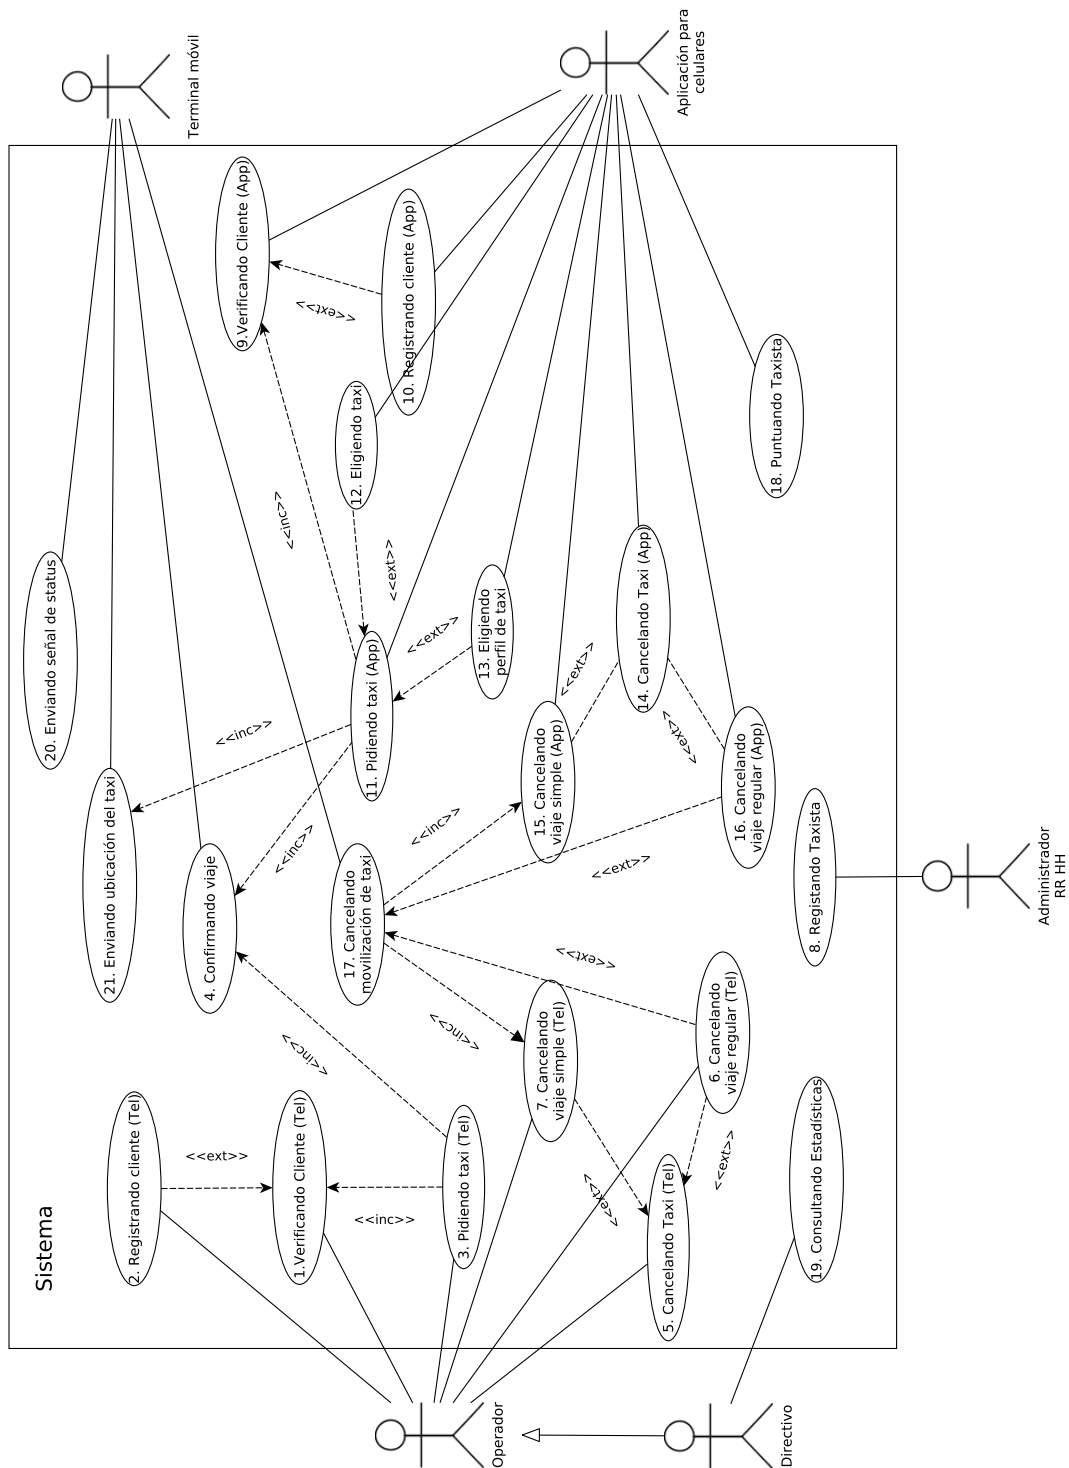 Sistema
Terminal móvil
Aplicación para
celulares
Administrador
RR HH
Operador
Directivo
20. Enviando señal de status
21. Enviando ubicación del taxi
4. Confirmando viaje
2. Registrando cliente (Tel)
1.Verificando Cliente (Tel)
3. Pidiendo taxi (Tel)
9.Verificando Cliente (App)
10. Registrando cliente (App)
12. Eligiendo taxi
11. Pidiendo taxi (App)
13. Eligiendo
perfil de taxi
17. Cancelando
movilización de taxi
15. Cancelando
viaje simple (App)
14. Cancelando Taxi (App)
16. Cancelando
viaje regular (App)
18. Puntuando Taxista
8. Registando Taxista
7. Cancelando
viaje simple (Tel)
6. Cancelando
viaje regular (Tel)
5. Cancelando Taxi (Tel)
19. Consultando Estadísticas
<<ext>>
<<inc>>
<<inc>>
<<inc>>
<<inc>>
<<inc>>
<<ext>>
<<ext>>
<<ext>>
<<inc>>
<<inc>>
<<ext>>
<<ext>>
<<ext>>
<<ext>>
<<ext>>
<<ext>>